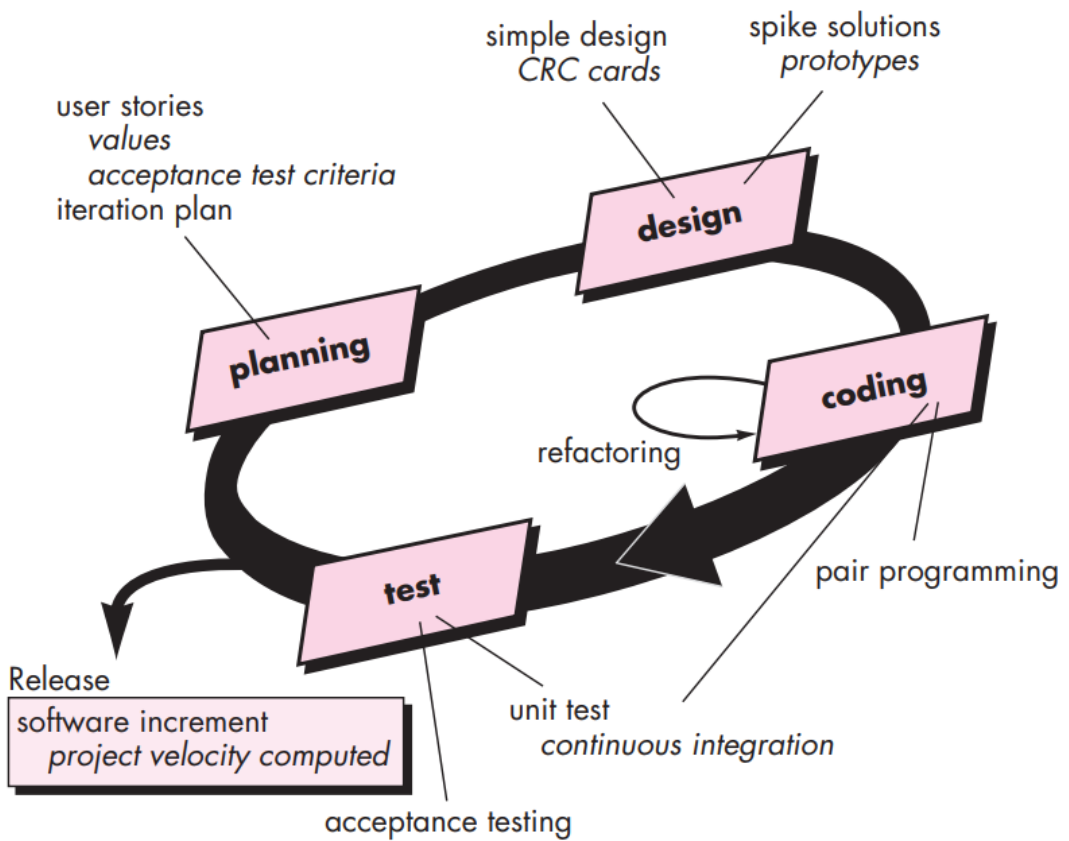 simple design
CRC cards
spike solutions
prototypes
user stories
values
acceptance test criteria
iteration plan
design
planning
coding
refactoring
test
pair programming
Release
software increment
project velocity computed
unit test
continuous integration
acceptance testing